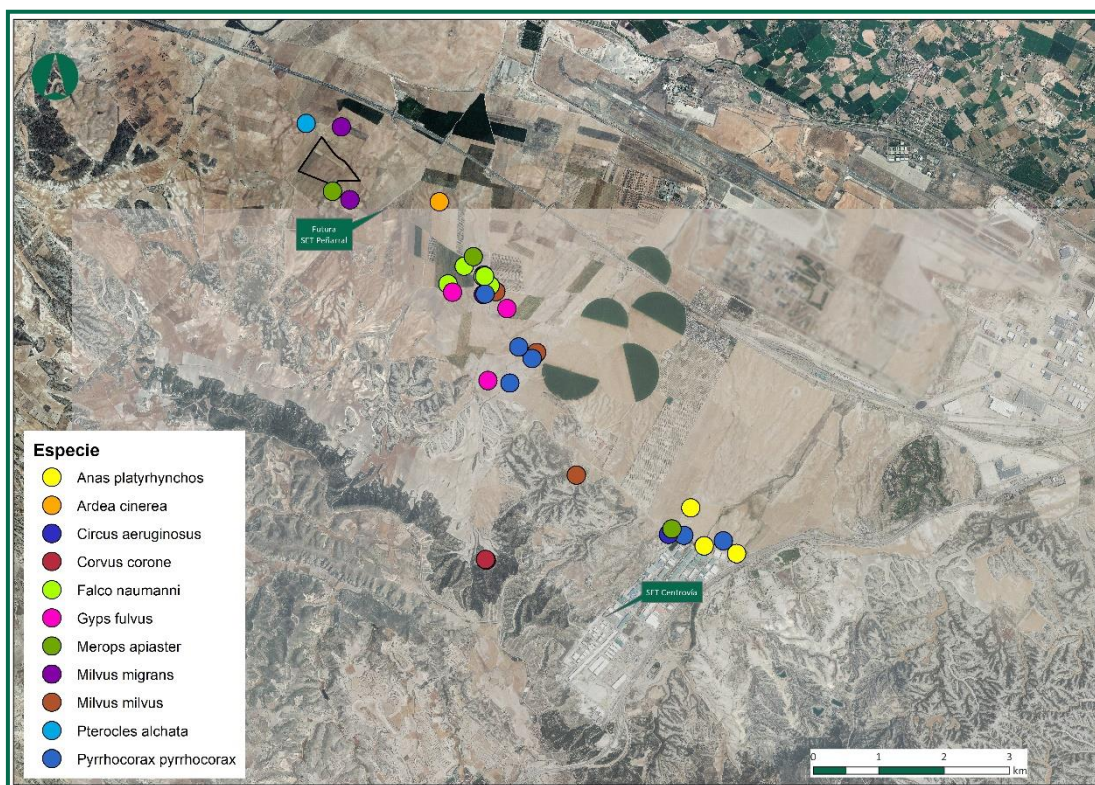 Futura
SET Peñarral
SET Centrovía
Especie
Anas platyrhynchos
Ardea cinerea
Circus aeruginosus
Corvus corone
Falco naumanni
Gyps fulvus
Merops apiaster
Milvus migrans
Milvus milvus
Pterocles alchata
Pyrrhocorax pyrrhocorax
0 1 2 3
km